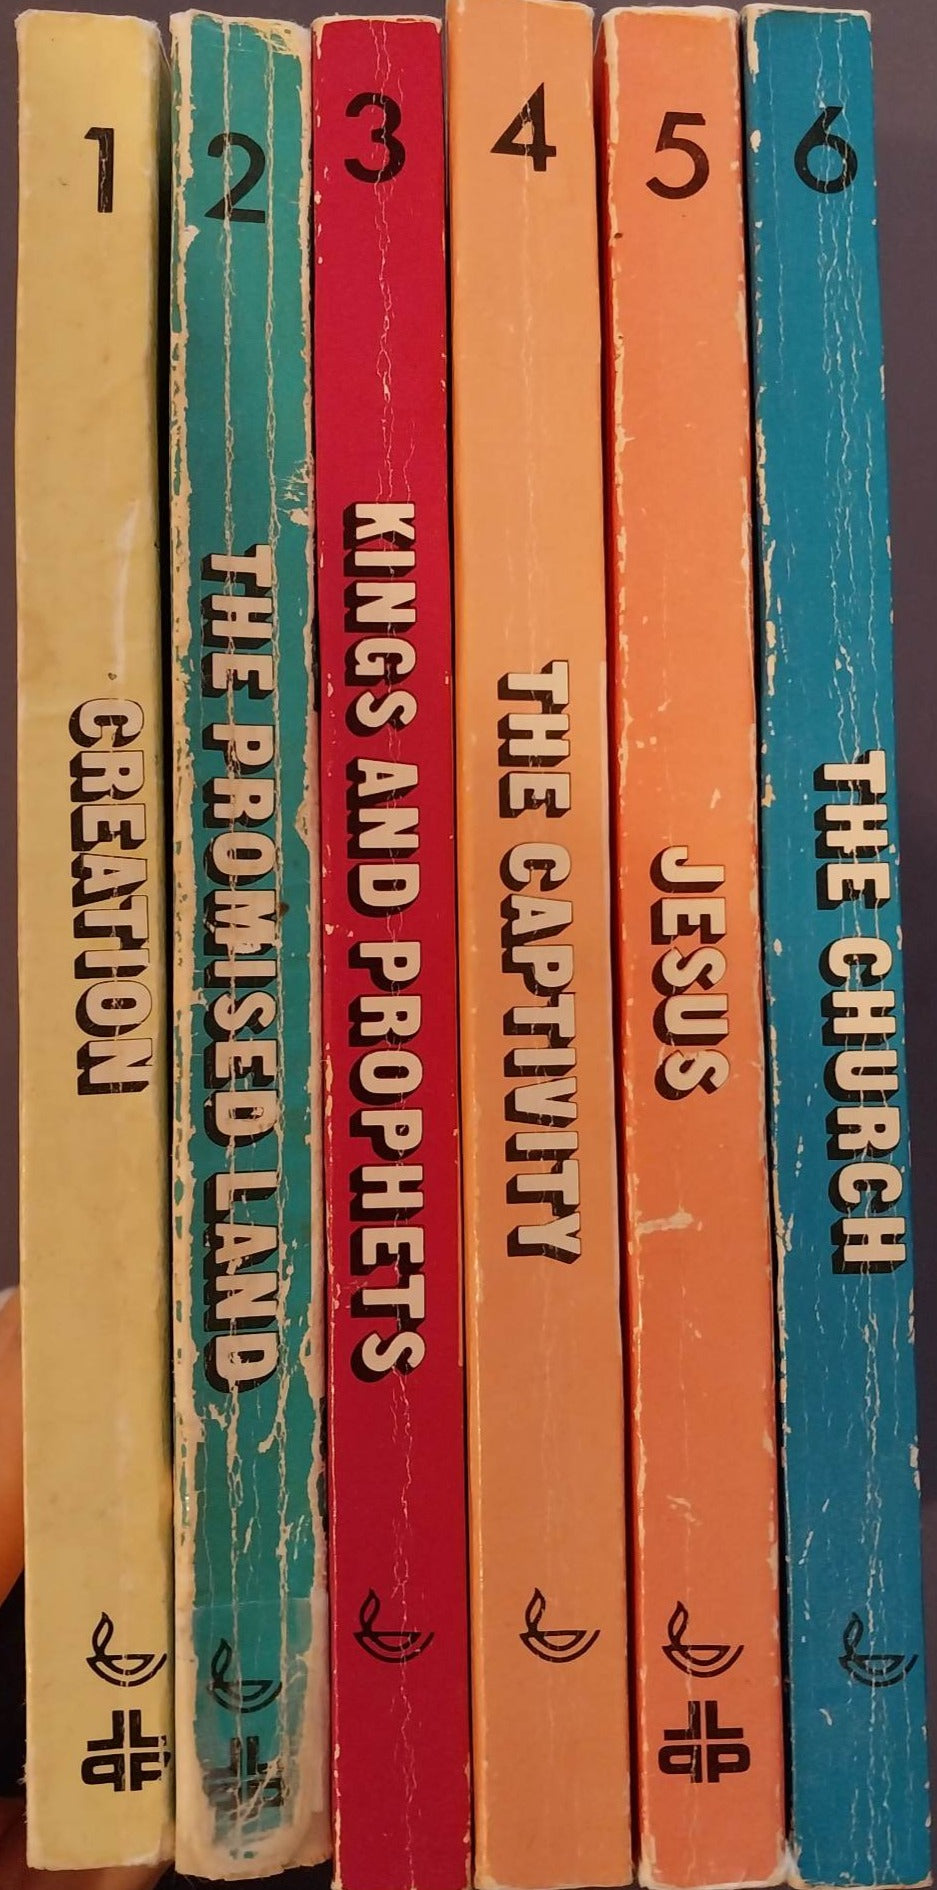 1
CREATION
2
THE PROMISED LAND
3
KINGS AND PROPHETS
4
THE CAPTIVITY
5
JESUS
6
THE CHURCH